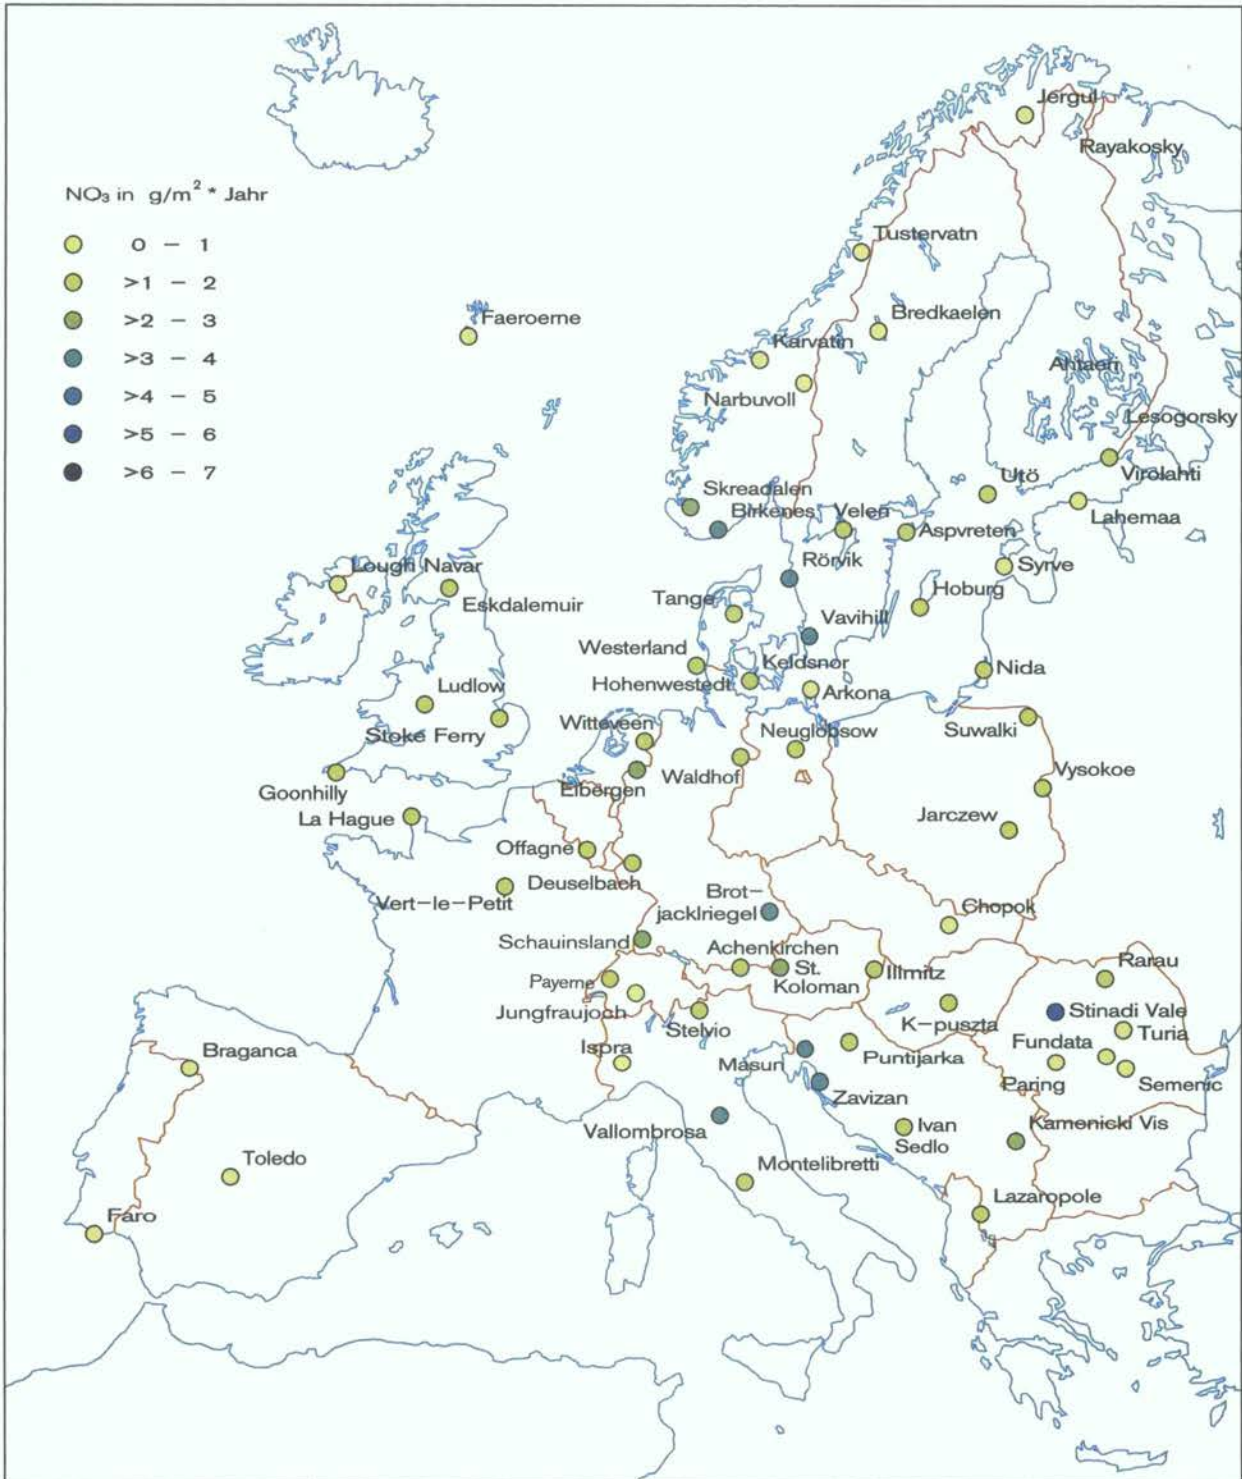 Jergul
Rayakosky
NO₃ in g/m² * Jahr
0 – 1
>1 – 2
>2 – 3
>3 – 4
>4 – 5
>5 – 6
>6 – 7
Tustervatn
Bredkaelen
Faeroerne
Karvatin
Ahtaeri
Narbuvoll
Lesogorsky
Virolahti
Utö
Skreadalen
Birkenes
Velen
Lahemaa
Aspvreten
Lough Navar
Rörvik
Syrve
Eskdalemuir
Tange
Hoburg
Vavihill
Westerland
Keldsnor
Nida
Hohenwestedt
Arkona
Ludlow
Stoke Ferry
Witteveen
Neuglobsow
Suwalki
Waldhof
Vysokoe
Eibergen
Goonhilly
La Hague
Jarczew
Offagne
Deuselbach
Vert-le-Petit
Brot-
jacklriegel
Chopok
Schauinsland
Achenkirchen
St.
Koloman
Illmitz
Rarau
Payerne
Jungfraujoch
Stelvio
K-puszta
Stinadi Vale
Turia
Fundata
Ispra
Masun
Puntijarka
Braganca
Paring
Semenic
Zavizan
Vallombrosa
Ivan
Sedlo
Kamenicki Vis
Toledo
Montelibretti
Lazaropole
Faro